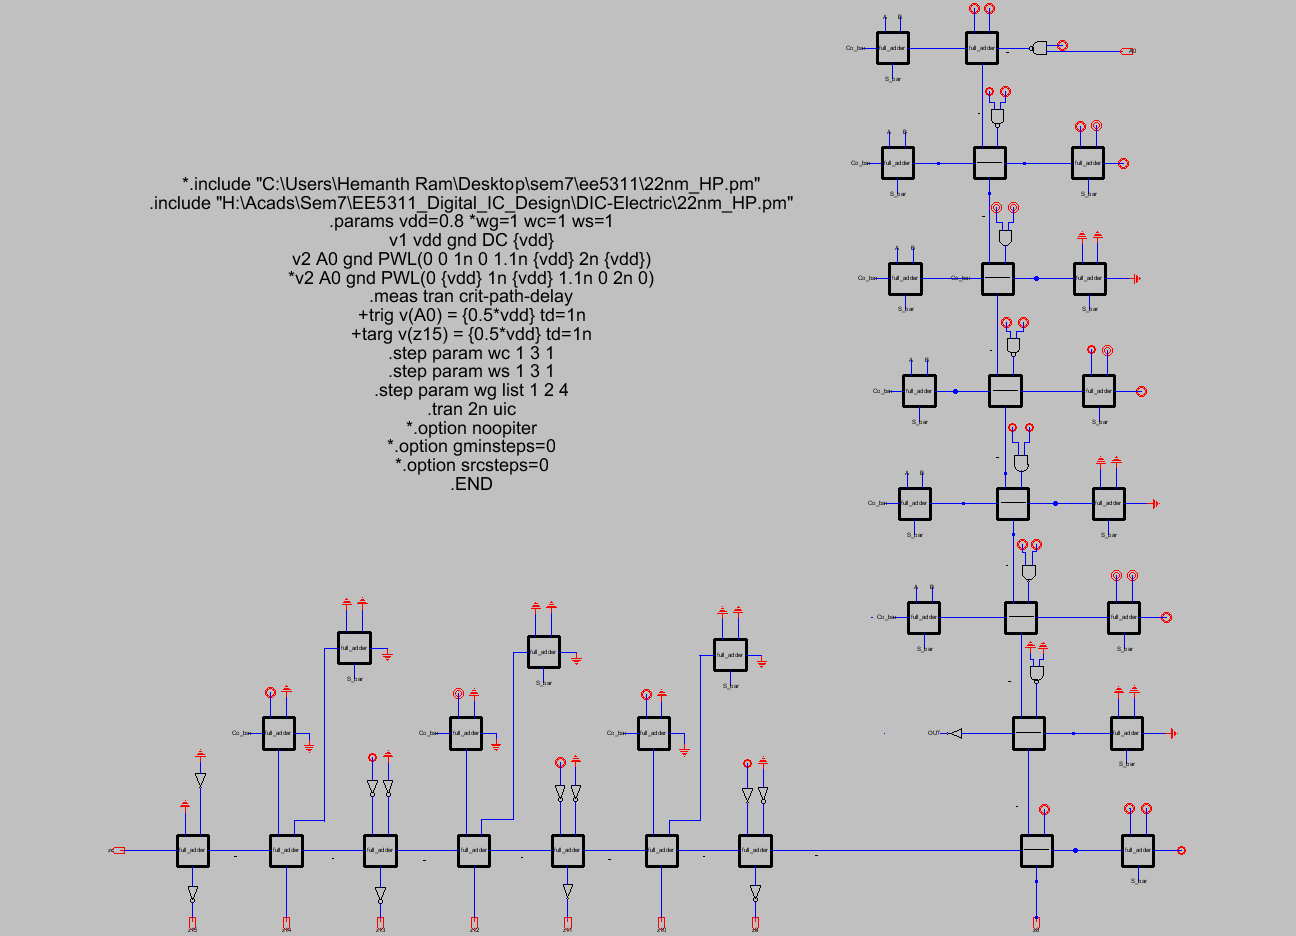 *.include "C:\Users\Hemanth Ram\Desktop\sem7\ee5311\22nm_HP.pm"
.include "H:\Acads\Sem7\EE5311_Digital_IC_Design\DIC-Electric\22nm_HP.pm"
.params vdd=0.8 *wg=1 wc=1 ws=1
v1 vdd gnd DC {vdd}
v2 A0 gnd PWL(0 0 1n 0 1.1n {vdd} 2n {vdd})
*v2 A0 gnd PWL(0 {vdd} 1n {vdd} 1.1n 0 2n 0)
.meas tran crit-path-delay
+trig v(A0) = {0.5*vdd} td=1n
+targ v(z15) = {0.5*vdd} td=1n
.step param wc 1 3 1
.step param ws 1 3 1
.step param wg list 1 2 4
.tran 2n uic
*.option noopiter
*.option gminsteps=0
*.option srcsteps=0
.END
A B
Co_bar full_adder full_adder
S_bar
A B
Co_bar full_adder full_adder
S_bar S_bar
A B
Co_bar full_adder Co_bar full_adder
S_bar S_bar
A B
Co_bar full_adder full_adder
S_bar S_bar
A B
Co_bar full_adder full_adder
S_bar S_bar
A B
Co_bar full_adder full_adder
S_bar S_bar
full_adder full_adder full_adder
S_bar S_bar S_bar
Co_bar full_adder Co_bar full_adder Co_bar full_adder OUT full_adder
S_bar
full_adder full_adder full_adder full_adder full_adder full_adder full_adder full_adder
S_bar